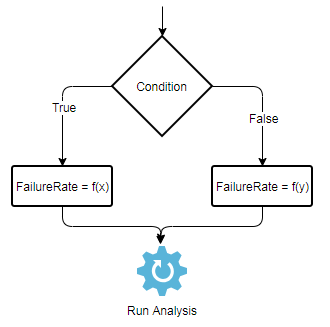 Condition
True
False
FailureRate = f(x)
FailureRate = f(y)
Run Analysis